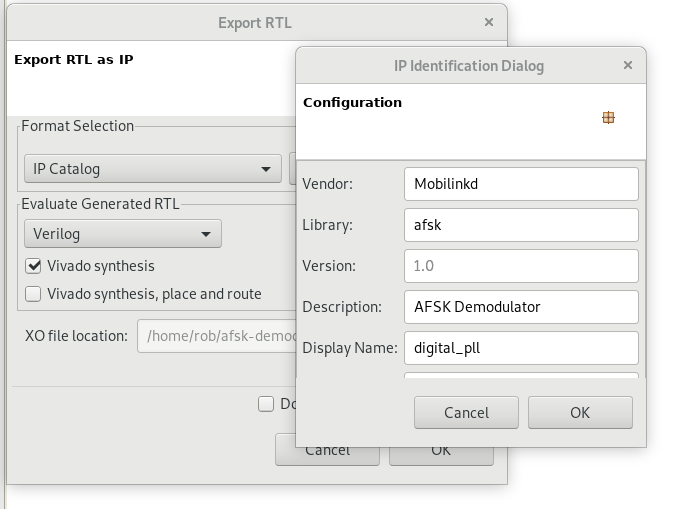 Export RTL
Export RTL as IP
Format Selection
IP Catalog
Evaluate Generated RTL
Verilog
Vivado synthesis
Vivado synthesis, place and route
XO file location: /home/rob/afsk-demod
Do
Cancel OK
IP Identification Dialog
Configuration
Vendor: Mobilinkd
Library: afsk
Version: 1.0
Description: AFSK Demodulator
Display Name: digital_pll
Cancel OK